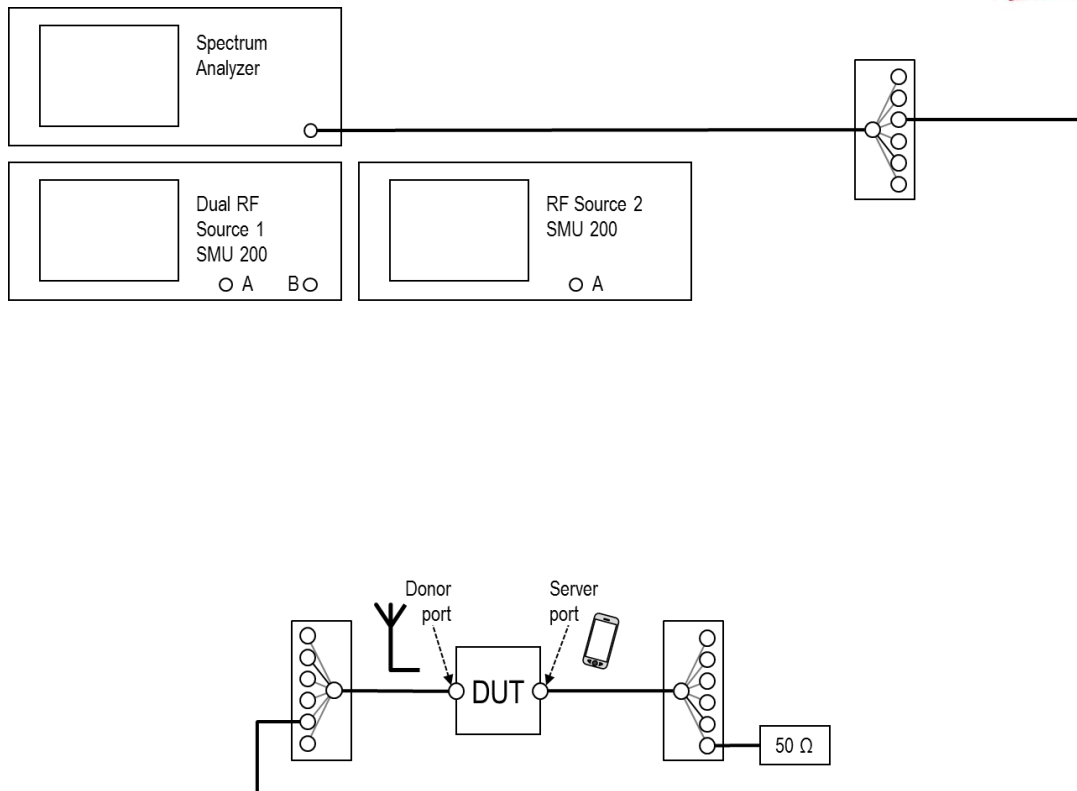 Spectrum
Analyzer
Dual RF
Source 1
SMU 200
A B
RF Source 2
SMU 200
A
Donor
port
Server
port
DUT
50 Ω